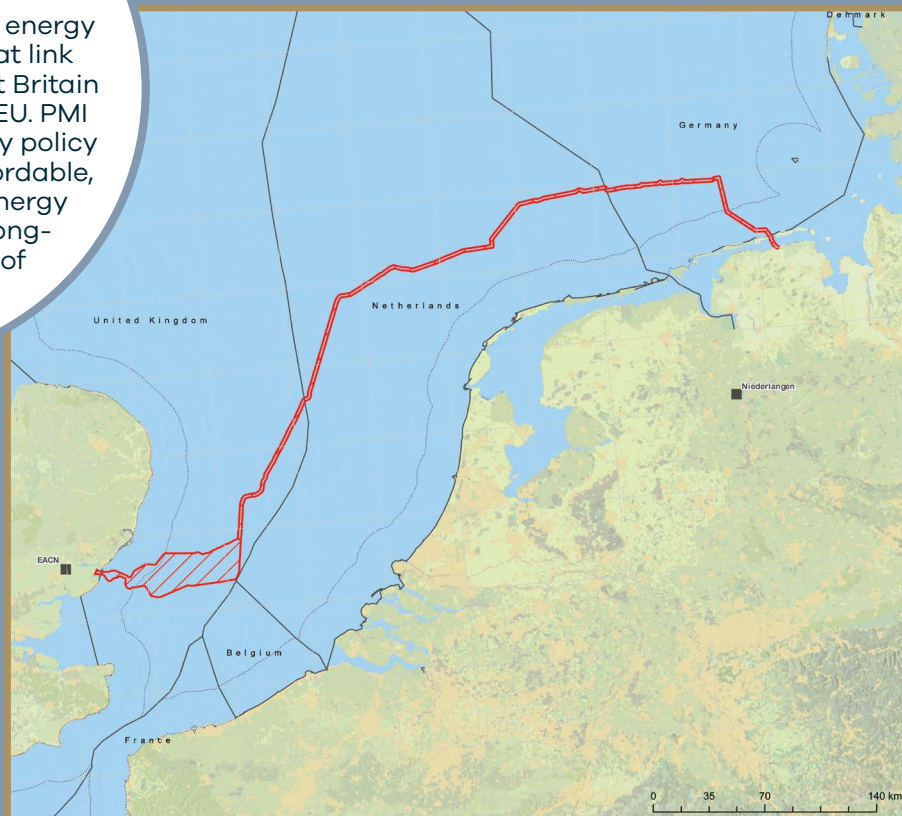 energy
at link
t Britain
EU. PMI
y policy
ordable,
nergy
ong-
of
Denmark
Germany
Netherlands
United Kingdom
Niederlangen
EACN
Belgium
France
0 35 70 140 km